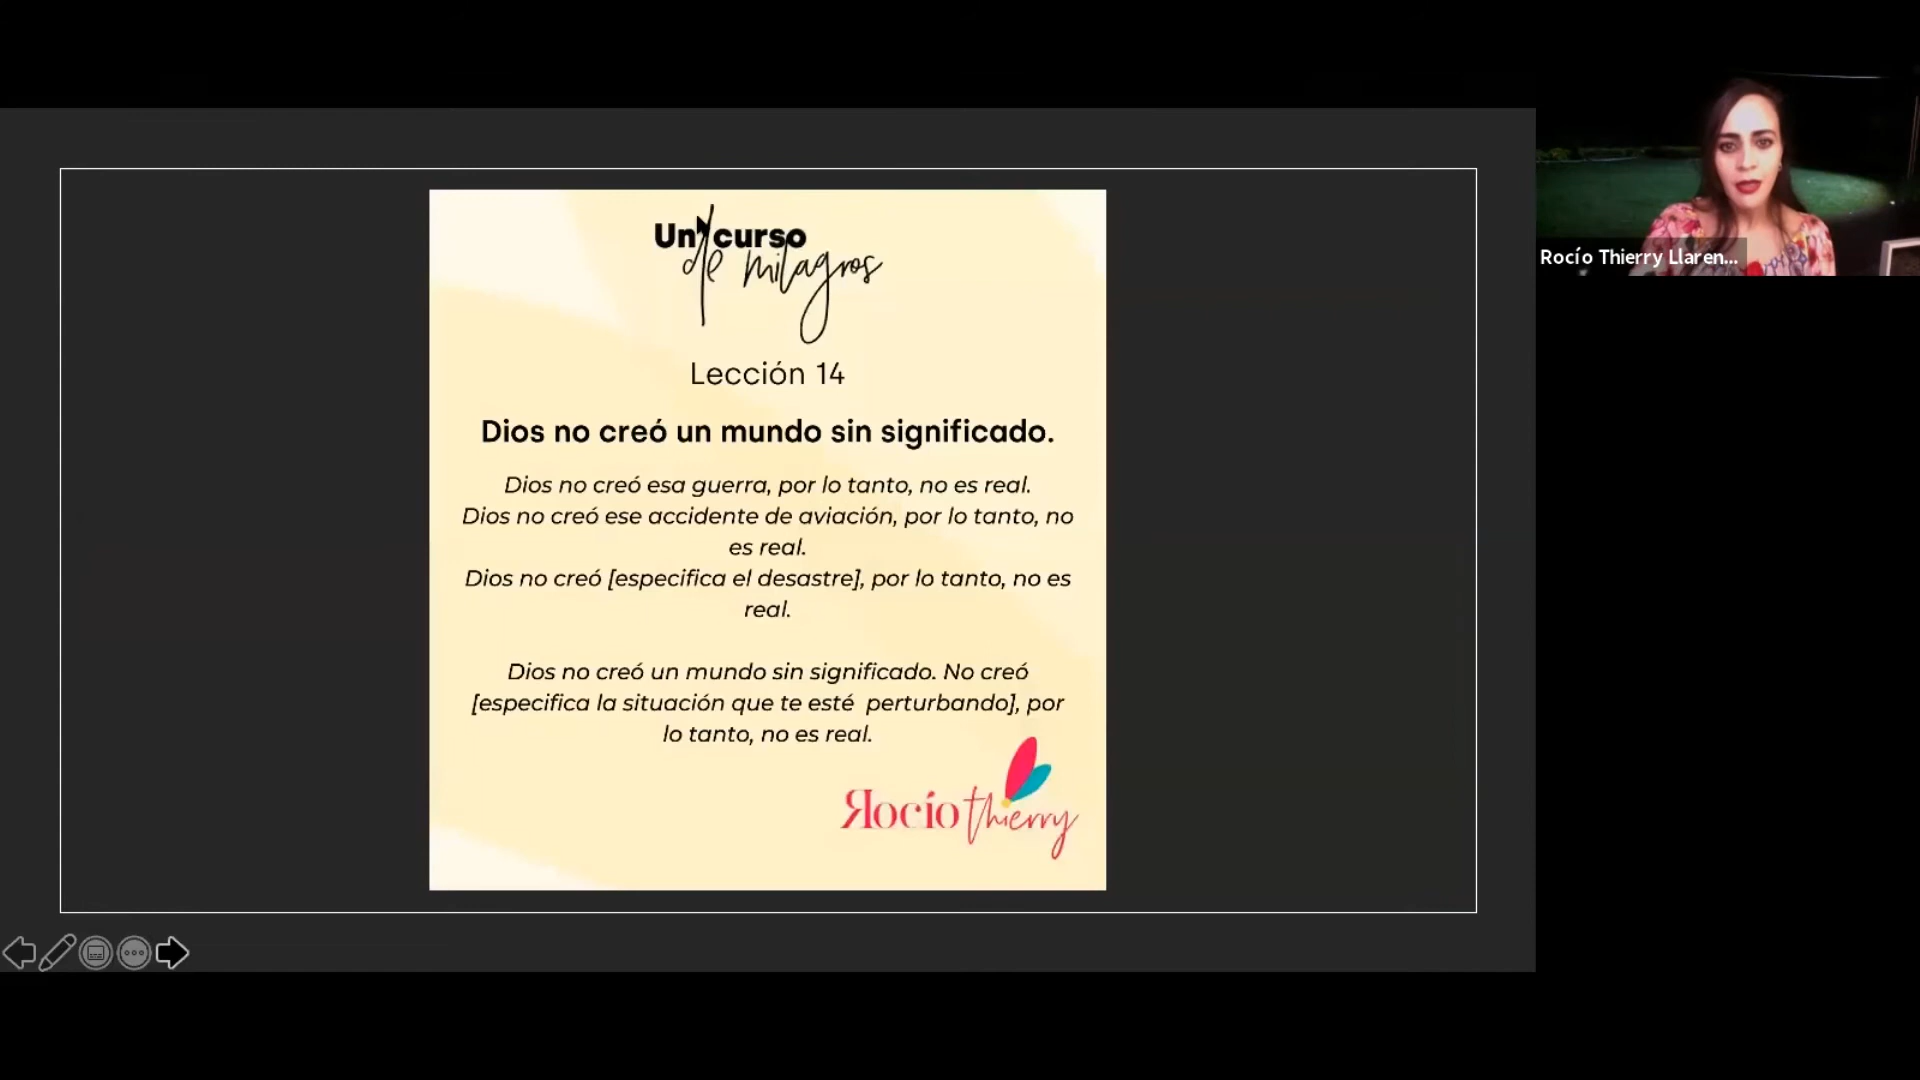 Un curso
de milagros
Lección 14
Dios no creó un mundo sin significado.
Dios no creó esa guerra, por lo tanto, no es real.
Dios no creó ese accidente de aviación, por lo tanto, no
es real.
Dios no creó [especifica el desastre], por lo tanto, no es
real.
Dios no creó un mundo sin significado. No creó
[especifica la situación que te esté perturbando], por
lo tanto, no es real.
Rocío thierry
Rocío Thierry Llaren...